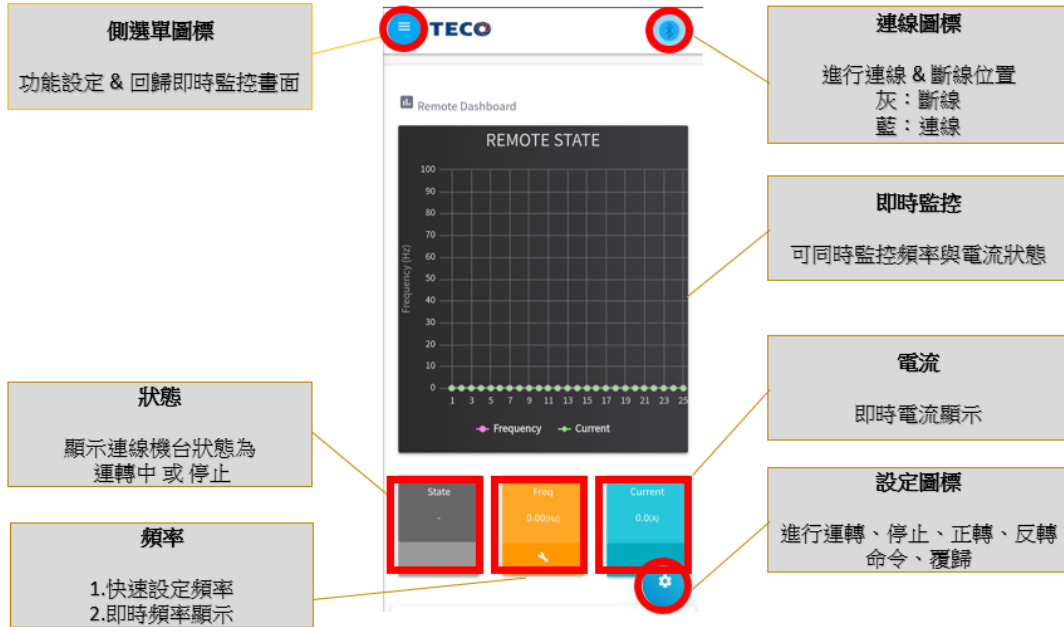 側選單圖標
功能設定 & 回歸即時監控畫面
TECO
連線圖標
進行連線 & 斷線位置
灰：斷線
藍：連線
Remote Dashboard
REMOTE STATE
100
90
80
70
60
50
40
30
20
10
0
Frequency (Hz)
1 3 5 7 9 11 13 15 17 19 21 23 25
Frequency Current
即時監控
可同時監控頻率與電流狀態
電流
即時電流顯示
狀態
顯示連線機台狀態為
運轉中 或 停止
State
-
Freq
0.00(Hz)
Current
0.0(A)
設定圖標
進行運轉、停止、正轉、反轉
命令、覆歸
頻率
1.快速設定頻率
2.即時頻率顯示